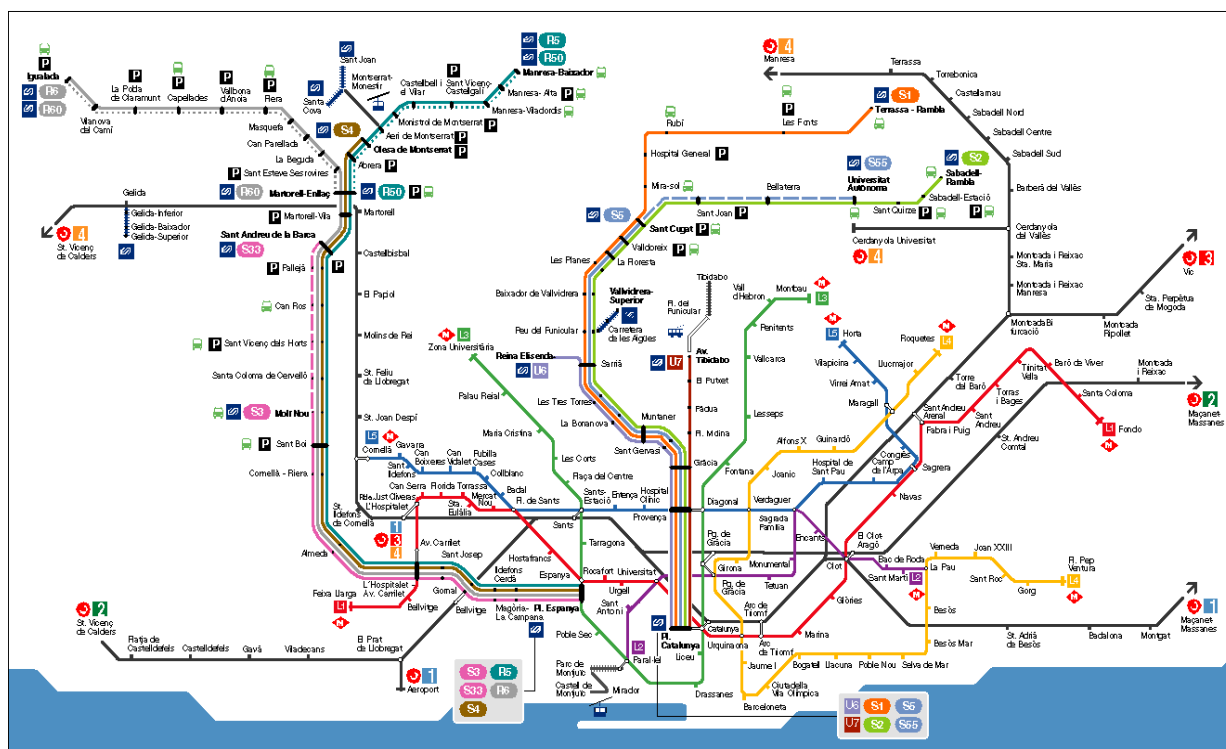 Igualada
R6
R60
Vilanova
del Camí
La Pobla
de Claramunt
Capellades
Vallbona
d'Anoia
Piera
Masquefa
Can Parellada
La Beguda
Sant Esteve Sesrovires
R60
Martorell-Enllaç
Sant Joan
Montserrat-
Monestir
Santa
Cova
S4
Aeri de Montserrat
Olesa de Montserrat
Abrera
R50
Monistrol de Montserrat
Castellbell i
el Vilar
Sant Vicenç-
Castellgalí
R5
R50
Manresa-Baixador
Manresa-Alta
Manresa-Viladordis
Gelida
Gelida-Inferior
Gelida-Baixador
Gelida-Superior
4
St. Vicenç
de Calders
Martorell
Martorell-Vila
Sant Andreu de la Barca
S33
Castellbisbal
Pallejà
Can Ros
El Papiol
Molins de Rei
Sant Vicenç dels Horts
Santa Coloma de Cervelló
St. Feliu
de Llobregat
S3
Molí Nou
St. Joan Despí
Sant Boi
Cornellà - Riera
L5
Cornellà
Gavarra
Sant
Ildefons
Can
Boixeres
Can
Vidalet
Pubilla
Cases
Collblanc
Badal
Pl. de Sants
Can Serra
Florida
Torrassa
Sta.
Eulàlia
Mercat
Nou
Rbla. Just Oliveras
L'Hospitalet
1
3
4
St.
Ildefons
de Cornellà
Almeda
Av. Carrilet
Sant Josep
L'Hospitalet -
Av. Carrilet
Feixa Llarga
L1
Bellvitge
Gornal
Bellvitge
Ildefons
Cerdà
Magòria-
La Campana
Pl. Espanya
Espanya
Hostafrancs
2
St. Vicenç
de Calders
Platja de
Castelldefels
Castelldefels
Gavà
Viladecans
El Prat
de Llobregat
1
Aeroport
S3
R5
S33
R6
S4
4
Manresa
Terrassa
Torrebonica
Castellarnau
Sabadell Nord
Sabadell Centre
Sabadell Sud
Barberà del Vallès
Cerdanyola
del Vallès
Montcada i Reixac
Sta. Maria
Montcada i Reixac
Manresa
Montcada Bi
furcació
Montcada
Ripollet
Sta. Perpètua
de Mogoda
3
Vic
S1
Terrassa - Rambla
Les Fonts
Rubí
Hospital General
Mira-sol
S5
Sant Cugat
Sant Joan
Bellaterra
S55
Universitat
Autònoma
S2
Sabadell-
Rambla
Sabadell-Estació
Sant Quirze
Cerdanyola Universitat
4
Valldoreix
La Floresta
Les Planes
Baixador de Vallvidrera
Vallvidrera-
Superior
Carretera
de les Aigües
Peu del Funicular
Reina Elisenda
U6
Sarrià
Les Tres Torres
La Bonanova
Muntaner
Sant Gervasi
Gràcia
Provença
Tibidabo
Pl. del
Funicular
U7
Av.
Tibidabo
El Putxet
Pàdua
Pl. Molina
L3
Zona Universitària
Palau Reial
Maria Cristina
Les Corts
Plaça del Centre
Sants-
Estació
Entença
Hospital
Clínic
Sants
Tarragona
Rocafort
Universitat
Urgell
Sant
Antoni
Poble Sec
L2
Paral·lel
Parc de
Montjuïc
Castell de
Montjuïc
Mirador
Drassanes
Liceu
Pl.
Catalunya
Catalunya
Urquinaona
Vall
d'Hebron
Montbau
L3
Penitents
Vallcarca
Lesseps
Fontana
Diagonal
Pg. de
Gràcia
Pg. de
Gràcia
Girona
Verdaguer
Sagrada
Família
Monumental
Tetuan
Encants
Arc de
Triomf
Arc
de
Triomf
Marina
Glòries
Clot
El Clot-
Aragó
Jaume I
Barceloneta
Ciutadella
Vila Olímpica
Bogatell
Llacuna
Poble Nou
Selva de Mar
Besòs Mar
Besòs
La Pau
Bac de Roda
Sant Martí
L2
Verneda
Joan XXIII
Sant Roc
Gorg
Pl. Pep
Ventura
L4
L5
Horta
Vilapicina
Virrei Amat
Maragall
Roquetes
L4
Llucmajor
Alfons X
Guinardó
Joanic
Hospital de
Sant Pau
Camp
de l'Arpa
Congrés
Sagrera
Navas
Fabra i Puig
Sant Andreu
Arenal
Sant
Andreu
Torre del
Baró
Torras
i Bages
Trinitat
Vella
Baró de Viver
Santa Coloma
L1
Fondo
St. Andreu
Comtal
Montcada
i Reixac
2
Maçanet-
Massanes
1
Maçanet-
Massanes
St. Adrià
de Besòs
Badalona
Montgat
U6
S1
S5
U7
S2
S55